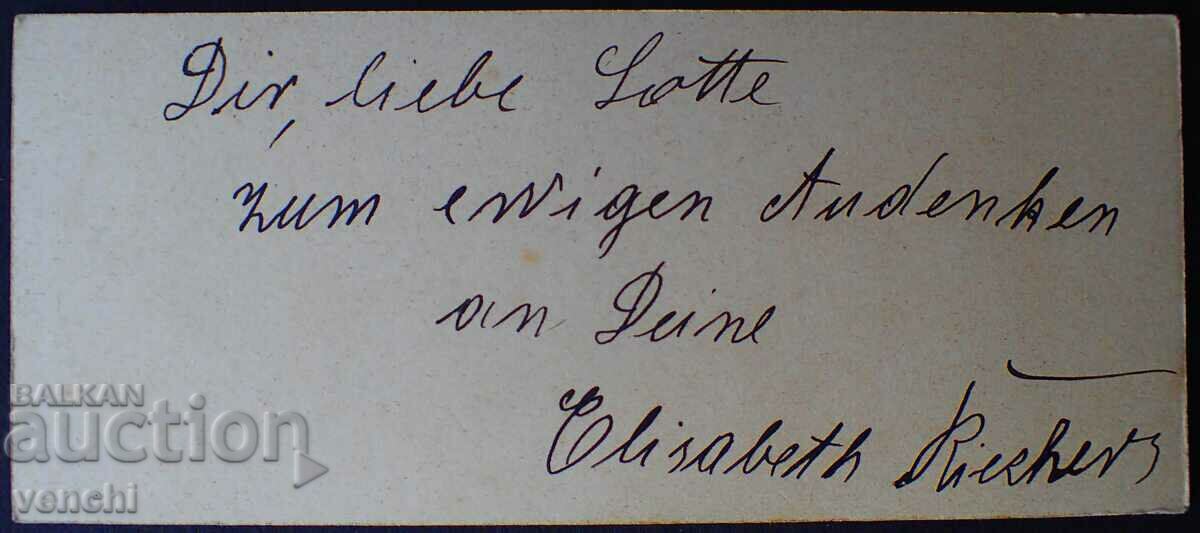 Dir, liebe Lotte
zum ewigen Andenken
an Deine
Elisabeth
BALKAN
auction
venchi